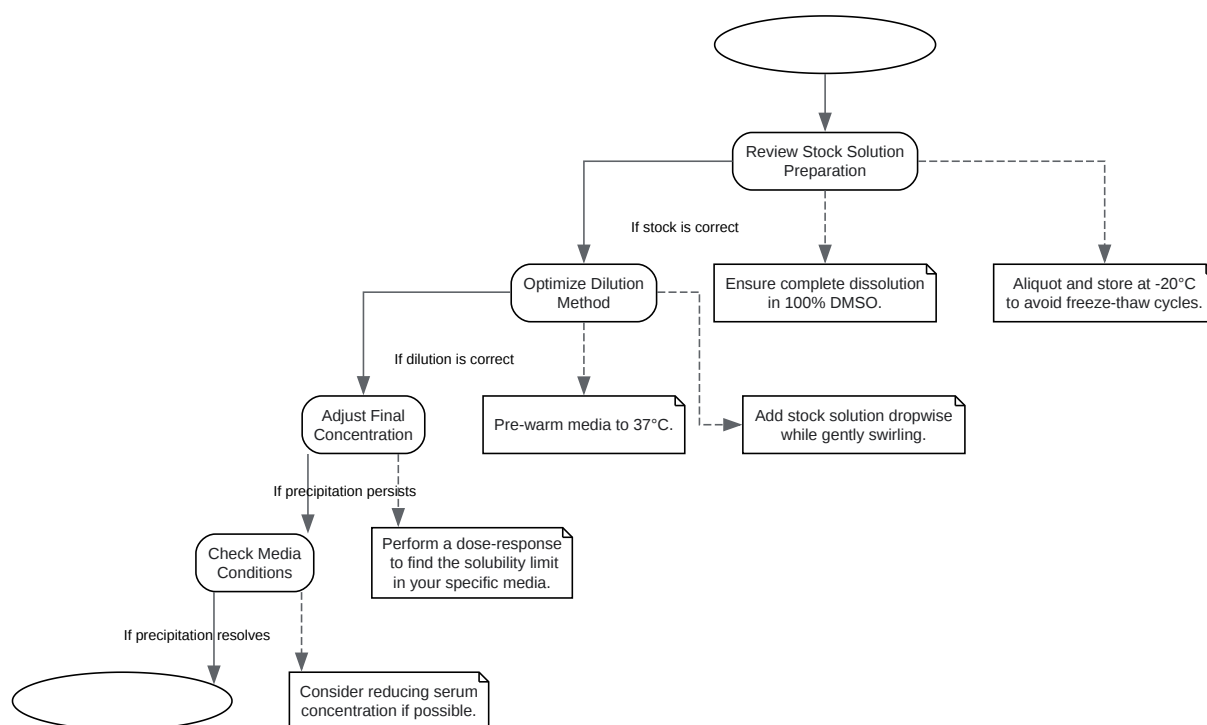 Review Stock Solution
Preparation
If stock is correct
Optimize Dilution
Method
Ensure complete dissolution
in 100% DMSO.
Aliquot and store at -20°C
to avoid freeze-thaw cycles.
If dilution is correct
Adjust Final
Concentration
Pre-warm media to 37°C.
Add stock solution dropwise
while gently swirling.
If precipitation persists
Check Media
Conditions
Perform a dose-response
to find the solubility limit
in your specific media.
If precipitation resolves
Consider reducing serum
concentration if possible.